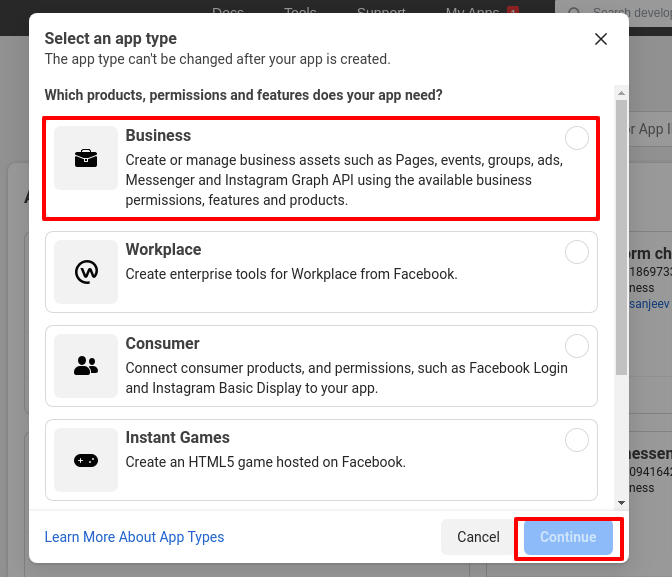 Docs Tools Support My Apps 1 Search develop
Select an app type
The app type can't be changed after your app is created.
Which products, permissions and features does your app need?
or App I
Business
Create or manage business assets such as Pages, events, groups, ads,
Messenger and Instagram Graph API using the available business
permissions, features and products.
Workplace
Create enterprise tools for Workplace from Facebook.
orm ch
186973
ness
sanjeev
Consumer
Connect consumer products, and permissions, such as Facebook Login
and Instagram Basic Display to your app.
Instant Games
Create an HTML5 game hosted on Facebook.
nessen
094164
ness
Learn More About App Types
Cancel
Continue